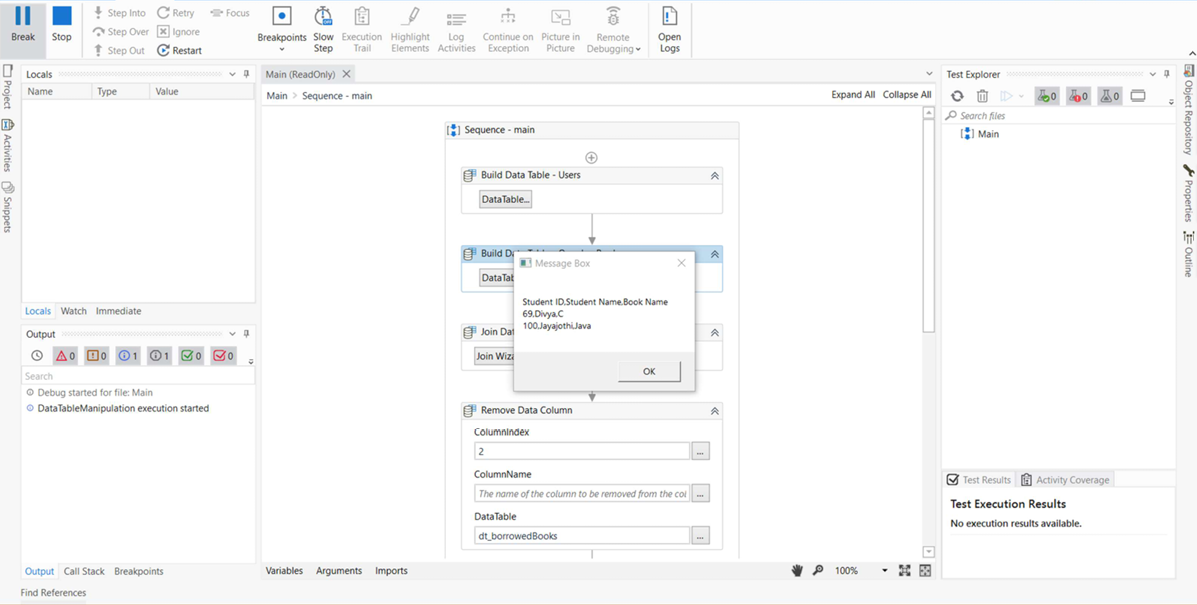 Break
Stop
Step Into
Step Over
Step Out
Retry
Ignore
Restart
Focus
Breakpoints
Slow
Step
Execution
Trail
Highlight
Elements
Log
Activities
Continue on
Exception
Picture in
Picture
Remote
Debugging
Open
Logs
Project
Activities
Snippets
Locals
Name Type Value
Locals Watch Immediate
Output
0 0 1 1 0 0
Search
Debug started for file: Main
DataTableManipulation execution started
Output Call Stack Breakpoints
Find References
Main (ReadOnly)
Main > Sequence - main
Expand All Collapse All
Sequence - main
Build Data Table - Users
DataTable...
Build Data
DataTab
Message Box
Student ID,Student Name,Book Name
69,Divya,C
100,Jayajothi,Java
OK
Join Dat
Join Wiza
Remove Data Column
ColumnIndex
2
...
ColumnName
The name of the column to be removed from the col
...
DataTable
dt_borrowedBooks
...
Variables Arguments Imports
100%
Test Explorer
0 0 0
Search files
Main
Test Results Activity Coverage
Test Execution Results
No execution results available.
Object Repository
Properties
Outline